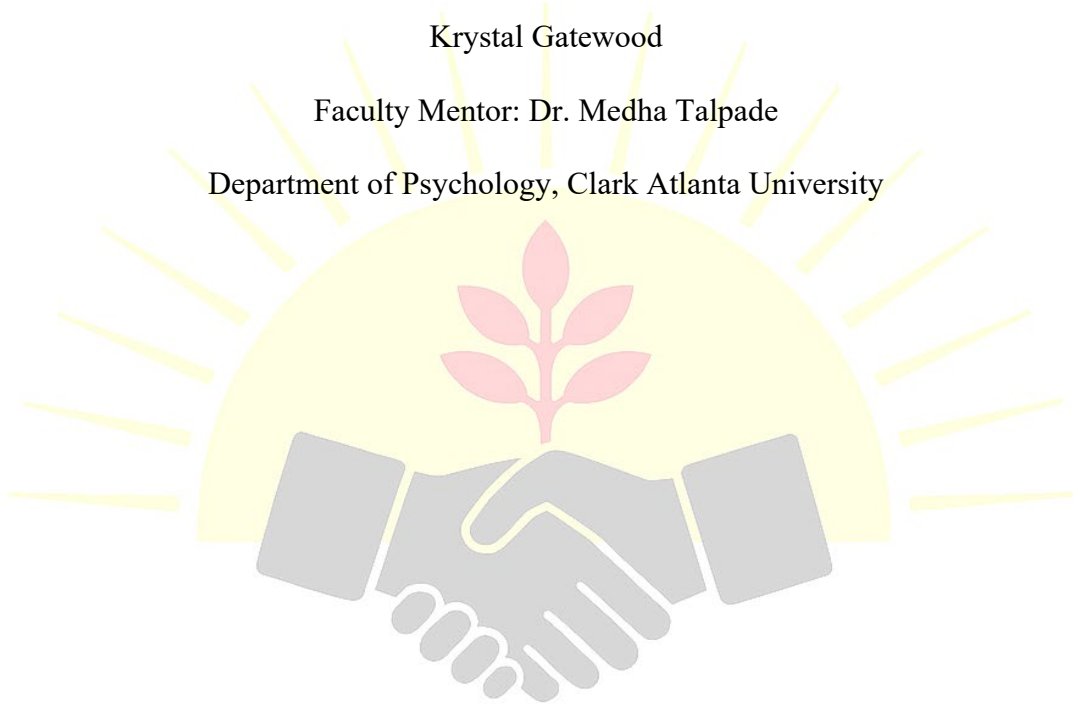 Krystal Gatewood
Faculty Mentor: Dr. Medha Talpade
Department of Psychology, Clark Atlanta University